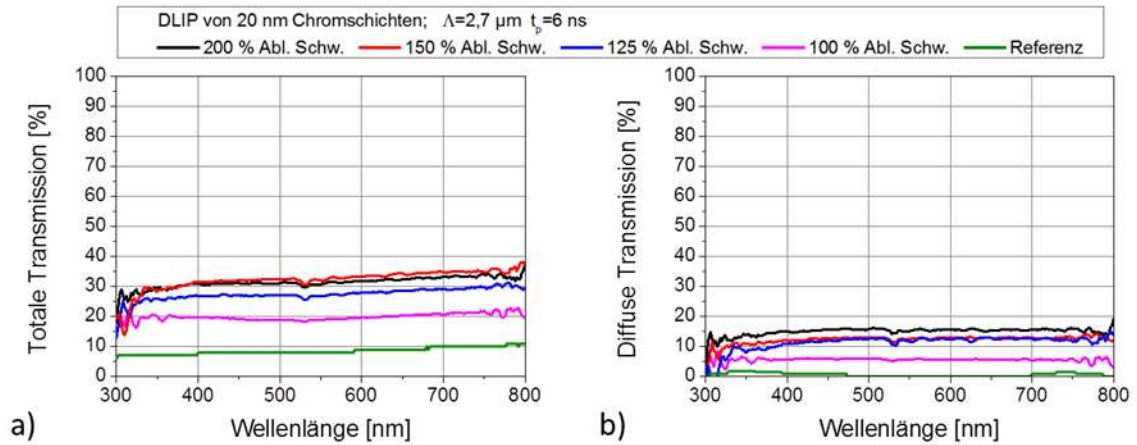 DLIP von 20 nm Chromschichten; Λ=2,7 µm tp=6 ns
200 % Abl. Schw. 150 % Abl. Schw. 125 % Abl. Schw. 100 % Abl. Schw. Referenz
Totale Transmission [%]
100
90
80
70
60
50
40
30
20
10
0
300 400 500 600 700 800
Wellenlänge [nm]
a)
Diffuse Transmission [%]
100
90
80
70
60
50
40
30
20
10
0
300 400 500 600 700 800
Wellenlänge [nm]
b)